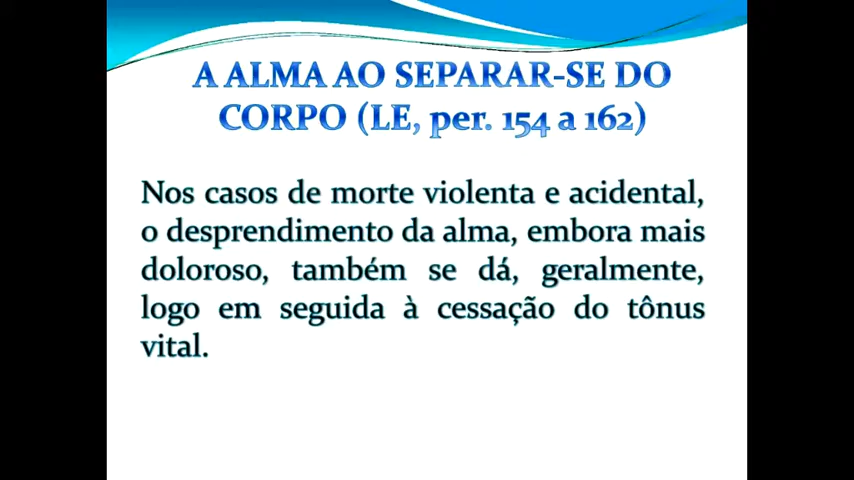 A ALMA AO SEPARAR-SE DO
CORPO (LE, per. 154 a 162)
Nos casos de morte violenta e acidental,
o desprendimento da alma, embora mais
doloroso, também se dá, geralmente,
logo em seguida à cessação do tônus
vital.